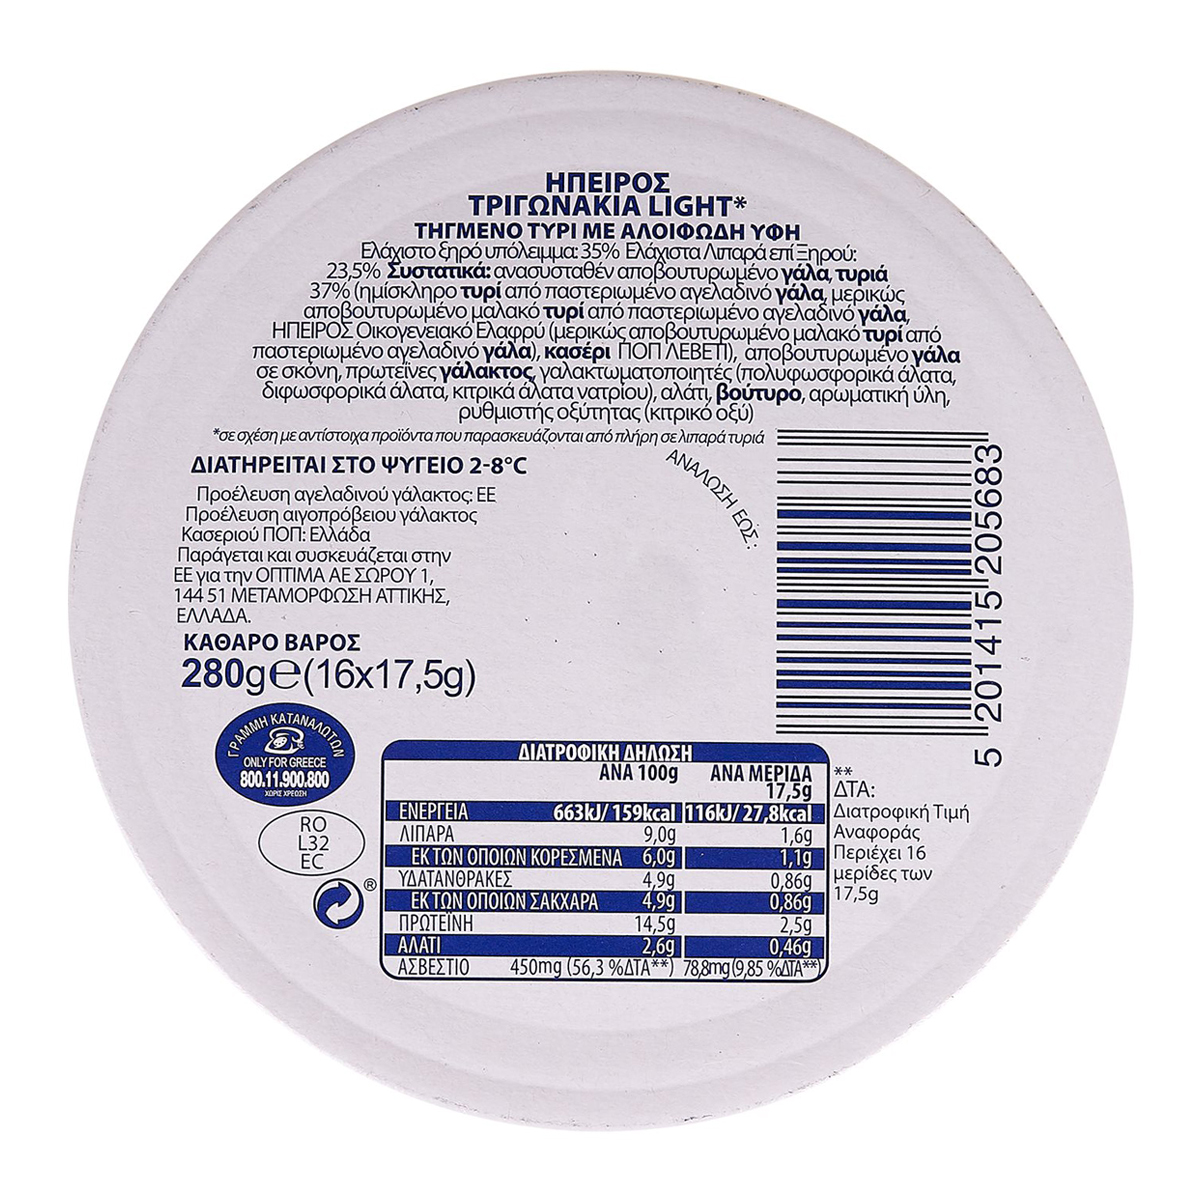 ΗΠΕΙΡΟΣ
ΤΡΙΓΩΝΑΚΙΑ LIGHT*
ΤΗΓΜΕΝΟ ΤΥΡΙ ΜΕ ΑΛΟΙΦΩΔΗ ΥΦΗ
Ελάχιστο ξηρό υπόλειμμα: 35% Ελάχιστα Λιπαρά επί Ξηρού:
23,5% Συστατικά: ανασυσταθέν αποβουτυρωμένο γάλα, τυριά
37% (ημίσκληρο τυρί από παστεριωμένο αγελαδινό γάλα, μερικώς
αποβουτυρωμένο μαλακό τυρί από παστεριωμένο αγελαδινό γάλα,
ΗΠΕΙΡΟΣ Οικογενειακό Ελαφρύ (μερικώς αποβουτυρωμένο μαλακό τυρί από
παστεριωμένο αγελαδινό γάλα), κασέρι ΠΟΠ ΛΕΒΕΤΙ), αποβουτυρωμένο γάλα
σε σκόνη, πρωτεΐνες γάλακτος, γαλακτωματοποιητές (πολυφωσφορικά άλατα,
διφωσφορικά άλατα, κιτρικά άλατα νατρίου), αλάτι, βούτυρο, αρωματική ύλη,
ρυθμιστής οξύτητας (κιτρικό οξύ)
*σε σχέση με αντίστοιχα προϊόντα που παρασκευάζονται από πλήρη σε λιπαρά τυριά
ΔΙΑΤΗΡΕΙΤΑΙ ΣΤΟ ΨΥΓΕΙΟ 2-8°C
ΑΝΑΛΩΣΗ ΕΩΣ:
Προέλευση αγελαδινού γάλακτος: ΕΕ
Προέλευση αιγοπρόβειου γάλακτος
Κασεριού ΠΟΠ: Ελλάδα
Παράγεται και συσκευάζεται στην
ΕΕ για την ΟΠΤΙΜΑ ΑΕ ΣΩΡΟΥ 1,
144 51 ΜΕΤΑΜΟΡΦΩΣΗ ΑΤΤΙΚΗΣ,
ΕΛΛΑΔΑ.
ΚΑΘΑΡΟ ΒΑΡΟΣ
280g℮(16x17,5g)
5 201415 205683
ΓΡΑΜΜΗ ΚΑΤΑΝΑΛΩΤΩΝ
ONLY FOR GREECE
800.11.900.800
ΧΩΡΙΣ ΧΡΕΩΣΗ
RO
L32
EC
®
ΔΙΑΤΡΟΦΙΚΗ ΔΗΛΩΣΗ
ΑΝΑ 100g ΑΝΑ ΜΕΡΙΔΑ
17,5g
ΕΝΕΡΓΕΙΑ 663kJ/ 159kcal 116kJ/ 27,8kcal
ΛΙΠΑΡΑ 9,0g 1,6g
ΕΚ ΤΩΝ ΟΠΟΙΩΝ ΚΟΡΕΣΜΕΝΑ 6,0g 1,1g
ΥΔΑΤΑΝΘΡΑΚΕΣ 4,9g 0,86g
ΕΚ ΤΩΝ ΟΠΟΙΩΝ ΣΑΚΧΑΡΑ 4,9g 0,86g
ΠΡΩΤΕΪΝΗ 14,5g 2,5g
ΑΛΑΤΙ 2,6g 0,46g
ΑΣΒΕΣΤΙΟ 450mg (56,3 %ΔΤΑ**) 78,8mg (9,85 %ΔΤΑ**)
**
ΔΤΑ:
Διατροφική Τιμή
Αναφοράς
Περιέχει 16
μερίδες των
17,5g